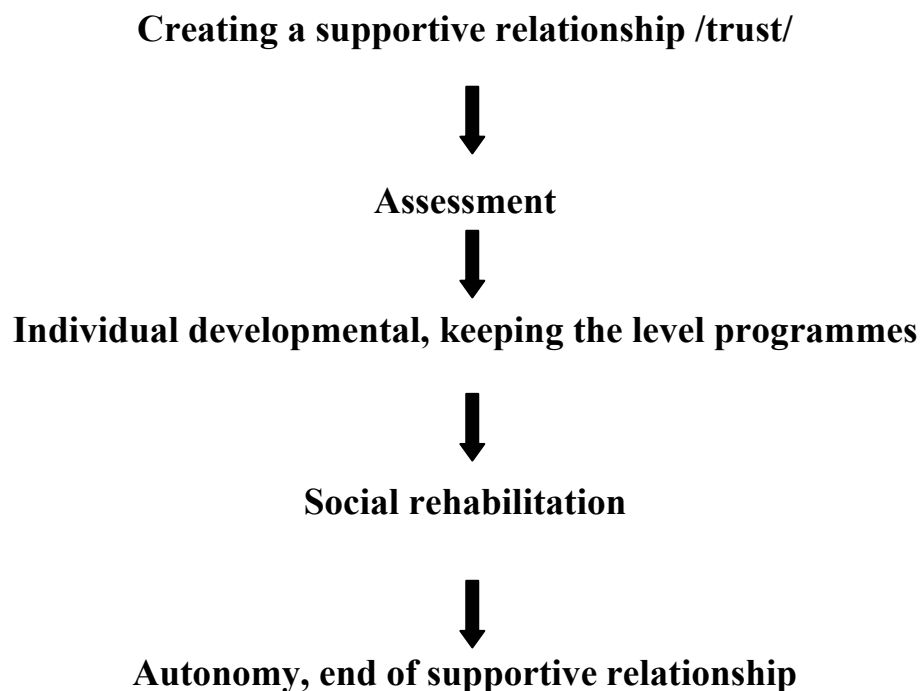 Creating a supportive relationship /trust/
Assessment
Individual developmental, keeping the level programmes
Social rehabilitation
Autonomy, end of supportive relationship